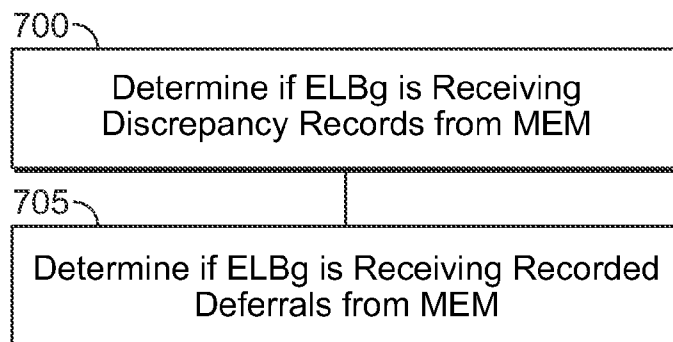 700
Determine if ELBg is Receiving
Discrepancy Records from MEM
705
Determine if ELBg is Receiving Recorded
Deferrals from MEM